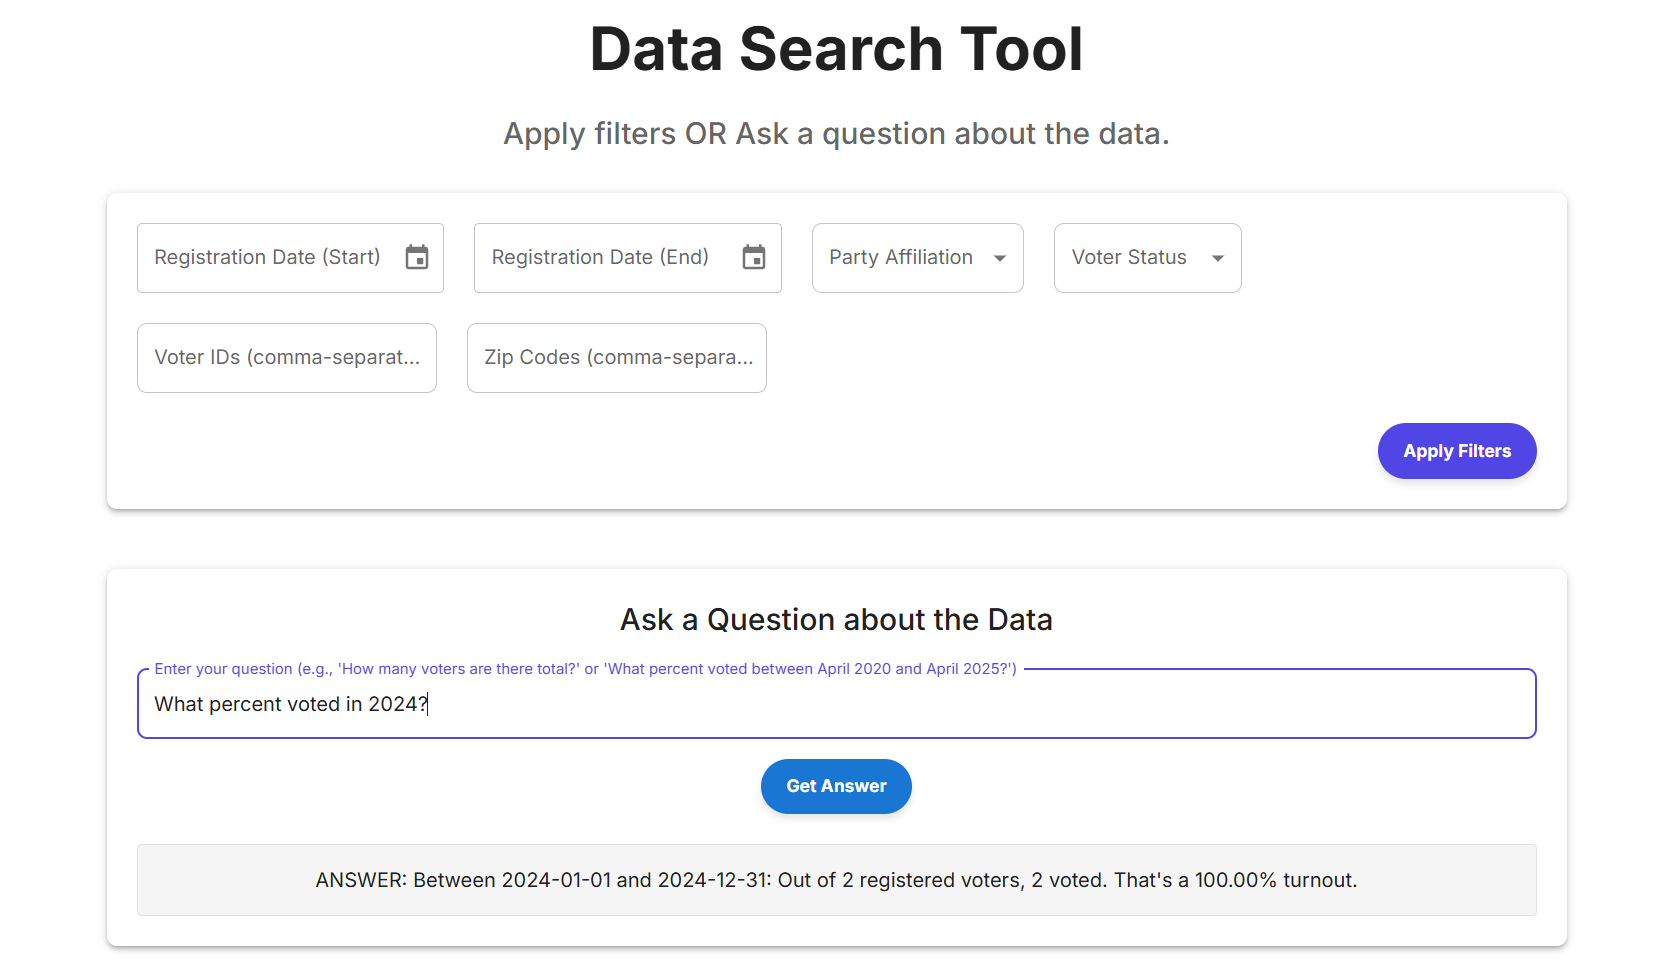 Data Search Tool
Apply filters OR Ask a question about the data.
Registration Date (Start)
Registration Date (End)
Party Affiliation
Voter Status
Voter IDs (comma-separat...
Zip Codes (comma-separa...
Apply Filters
Ask a Question about the Data
Enter your question (e.g., 'How many voters are there total?' or 'What percent voted between April 2020 and April 2025?')
What percent voted in 2024?
Get Answer
ANSWER: Between 2024-01-01 and 2024-12-31: Out of 2 registered voters, 2 voted. That's a 100.00% turnout.